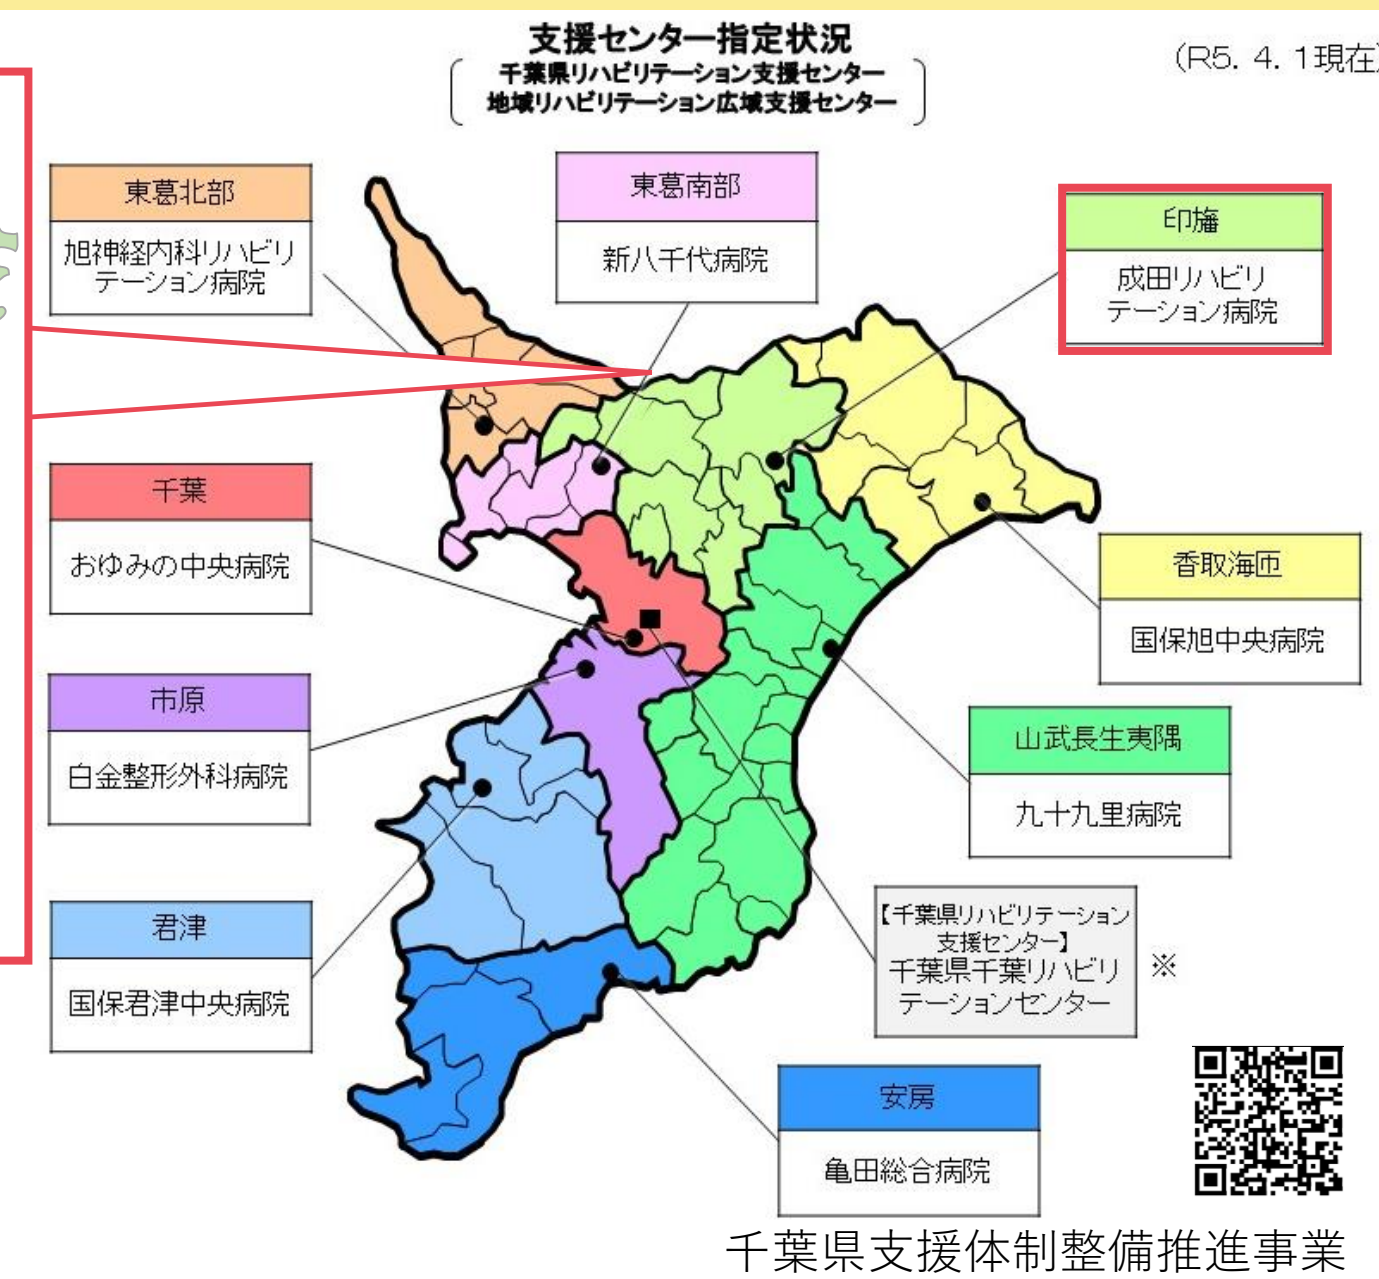 支援センター指定状況
千葉県リハビリテーション支援センター
地域リハビリテーション広域支援センター
(R5. 4. 1現在)
東葛北部
旭神経内科リハビリ
テーション病院
東葛南部
新八千代病院
印旛
成田リハビリ
テーション病院
千葉
おゆみの中央病院
香取海匝
国保旭中央病院
市原
白金整形外科病院
山武長生夷隅
九十九里病院
君津
国保君津中央病院
【千葉県リハビリテーション
支援センター】
千葉県千葉リハビリ
テーションセンター
※
安房
亀田総合病院
千葉県支援体制整備推進事業